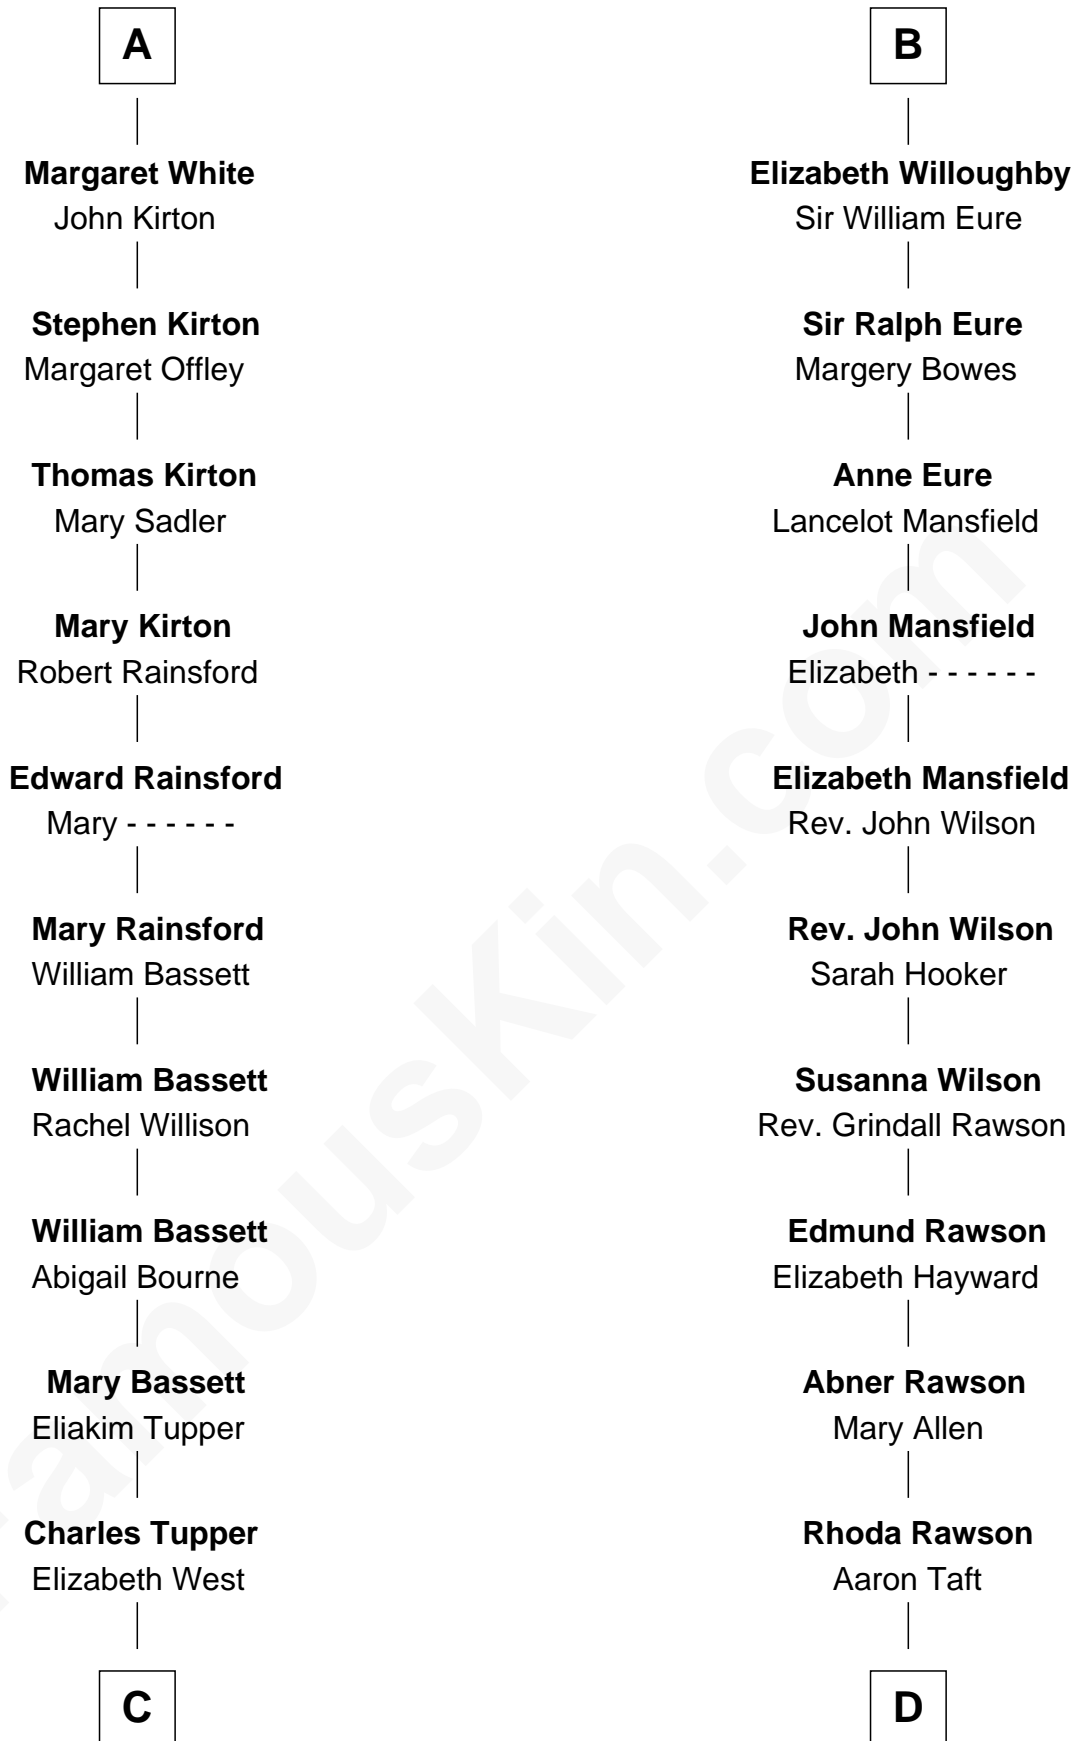 A
Margaret White
John Kirton
Stephen Kirton
Margaret Offley
Thomas Kirton
Mary Sadler
Mary Kirton
Robert Rainsford
Edward Rainsford
Mary - - - - - -
Mary Rainsford
William Bassett
William Bassett
Rachel Willison
William Bassett
Abigail Bourne
Mary Bassett
Eliakim Tupper
Charles Tupper
Elizabeth West
C
B
Elizabeth Willoughby
Sir William Eure
Sir Ralph Eure
Margery Bowes
Anne Eure
Lancelot Mansfield
John Mansfield
Elizabeth - - - - - -
Elizabeth Mansfield
Rev. John Wilson
Rev. John Wilson
Sarah Hooker
Susanna Wilson
Rev. Grindall Rawson
Edmund Rawson
Elizabeth Hayward
Abner Rawson
Mary Allen
Rhoda Rawson
Aaron Taft
D
FamousKin.com